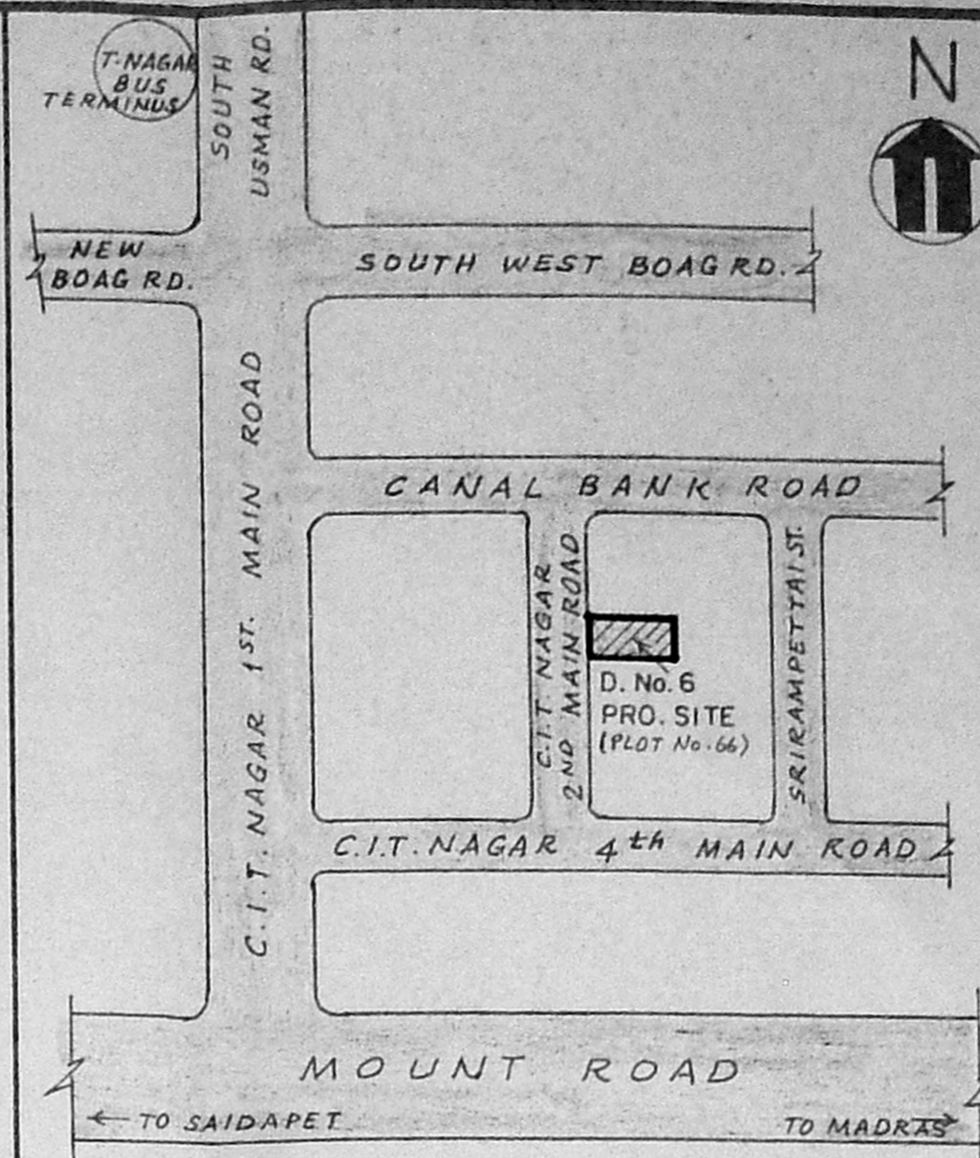 T-NAGAR
BUS
TERMINUS
SOUTH
USMAN RD.
N
NEW
BOAG RD.
SOUTH WEST BOAG RD.
CANAL BANK ROAD
C.I.T. NAGAR 1ST. MAIN ROAD
C.I.T. NAGAR
2ND MAIN ROAD
SRIRAMPETTAI ST.
D. No. 6
PRO. SITE
(PLOT No. 66)
C.I.T. NAGAR 4th MAIN ROAD
MOUNT ROAD
← TO SAIDAPET
TO MADRAS →